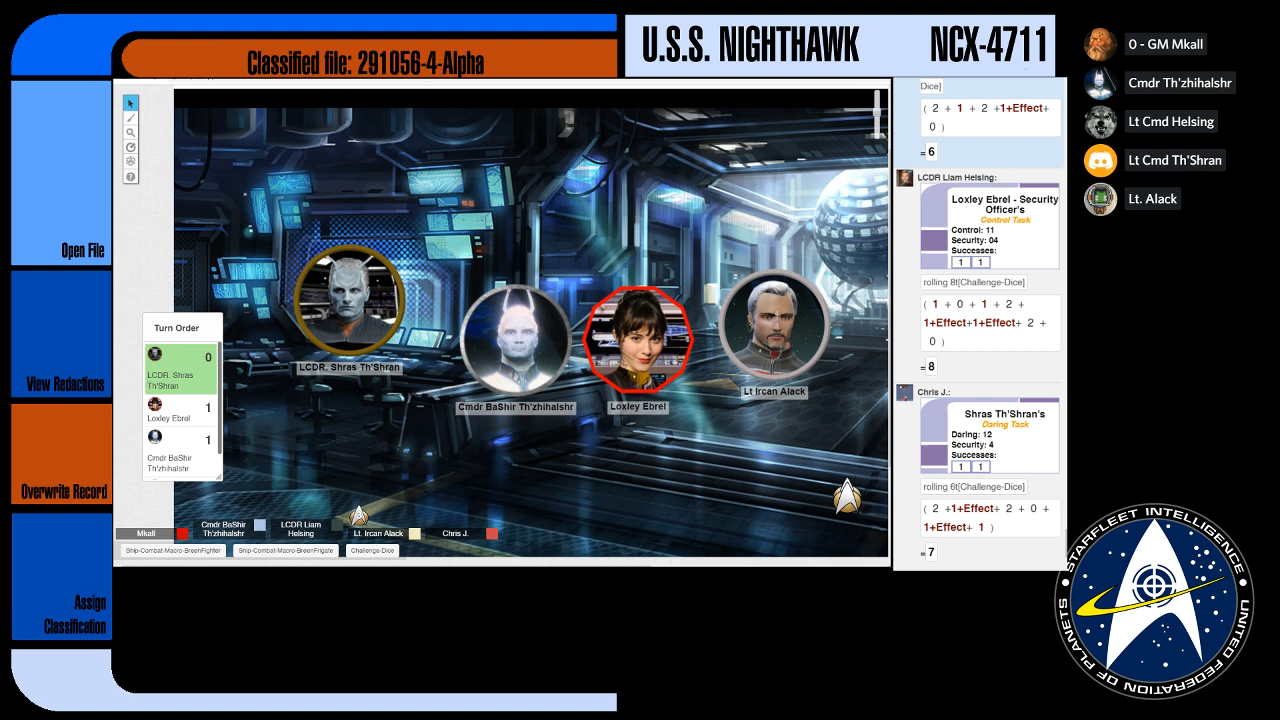 Classified file: 291056-4-Alpha
U.S.S. NIGHTHAWK NCX-4711
Open File
View Redactions
Overwrite Record
Assign
Classification
Turn Order
0
LCDR. Shras
Th'Shran
1
Loxley Ebrel
1
Cmdr BaShir
Th'zhihalshr
LCDR. Shras Th'Shran
Cmdr BaShir Th'zhihalshr
Loxley Ebrel
Lt Ircan Alack
Mkall
Cmdr BaShir
Th'zhihalshr
LCDR Liam
Helsing
Lt. Ircan Alack
Chris J.
Ship-Combat-Macro-BreenFighter
Ship-Combat-Macro-BreenFrigate
Challenge-Dice
Dice]
( 2 + 1 + 2 +1+Effect+
0 )
=6
LCDR Liam Helsing:
Loxley Ebrel - Security
Officer's
Control Task
Control: 11
Security: 04
Successes:
1 1
rolling 8t[Challenge-Dice]
( 1 + 0 + 1 + 2 +
1+Effect+1+Effect+ 2 +
0 )
=8
Chris J.:
Shras Th'Shran's
Daring Task
Daring: 12
Security: 4
Successes:
1 1
rolling 6t[Challenge-Dice]
( 2 +1+Effect+ 2 + 0 +
1+Effect+ 1 )
=7
0 - GM Mkall
Cmdr Th'zhihalshr
Lt Cmd Helsing
Lt Cmd Th'Shran
Lt. Alack
STARFLEET INTELLIGENCE
UNITED FEDERATION OF PLANETS